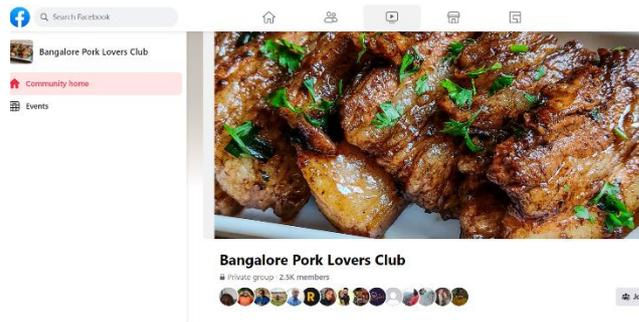 Search Facebook
Bangalore Pork Lovers Club
Community home
Events
Bangalore Pork Lovers Club
Private group · 2.5K members
R